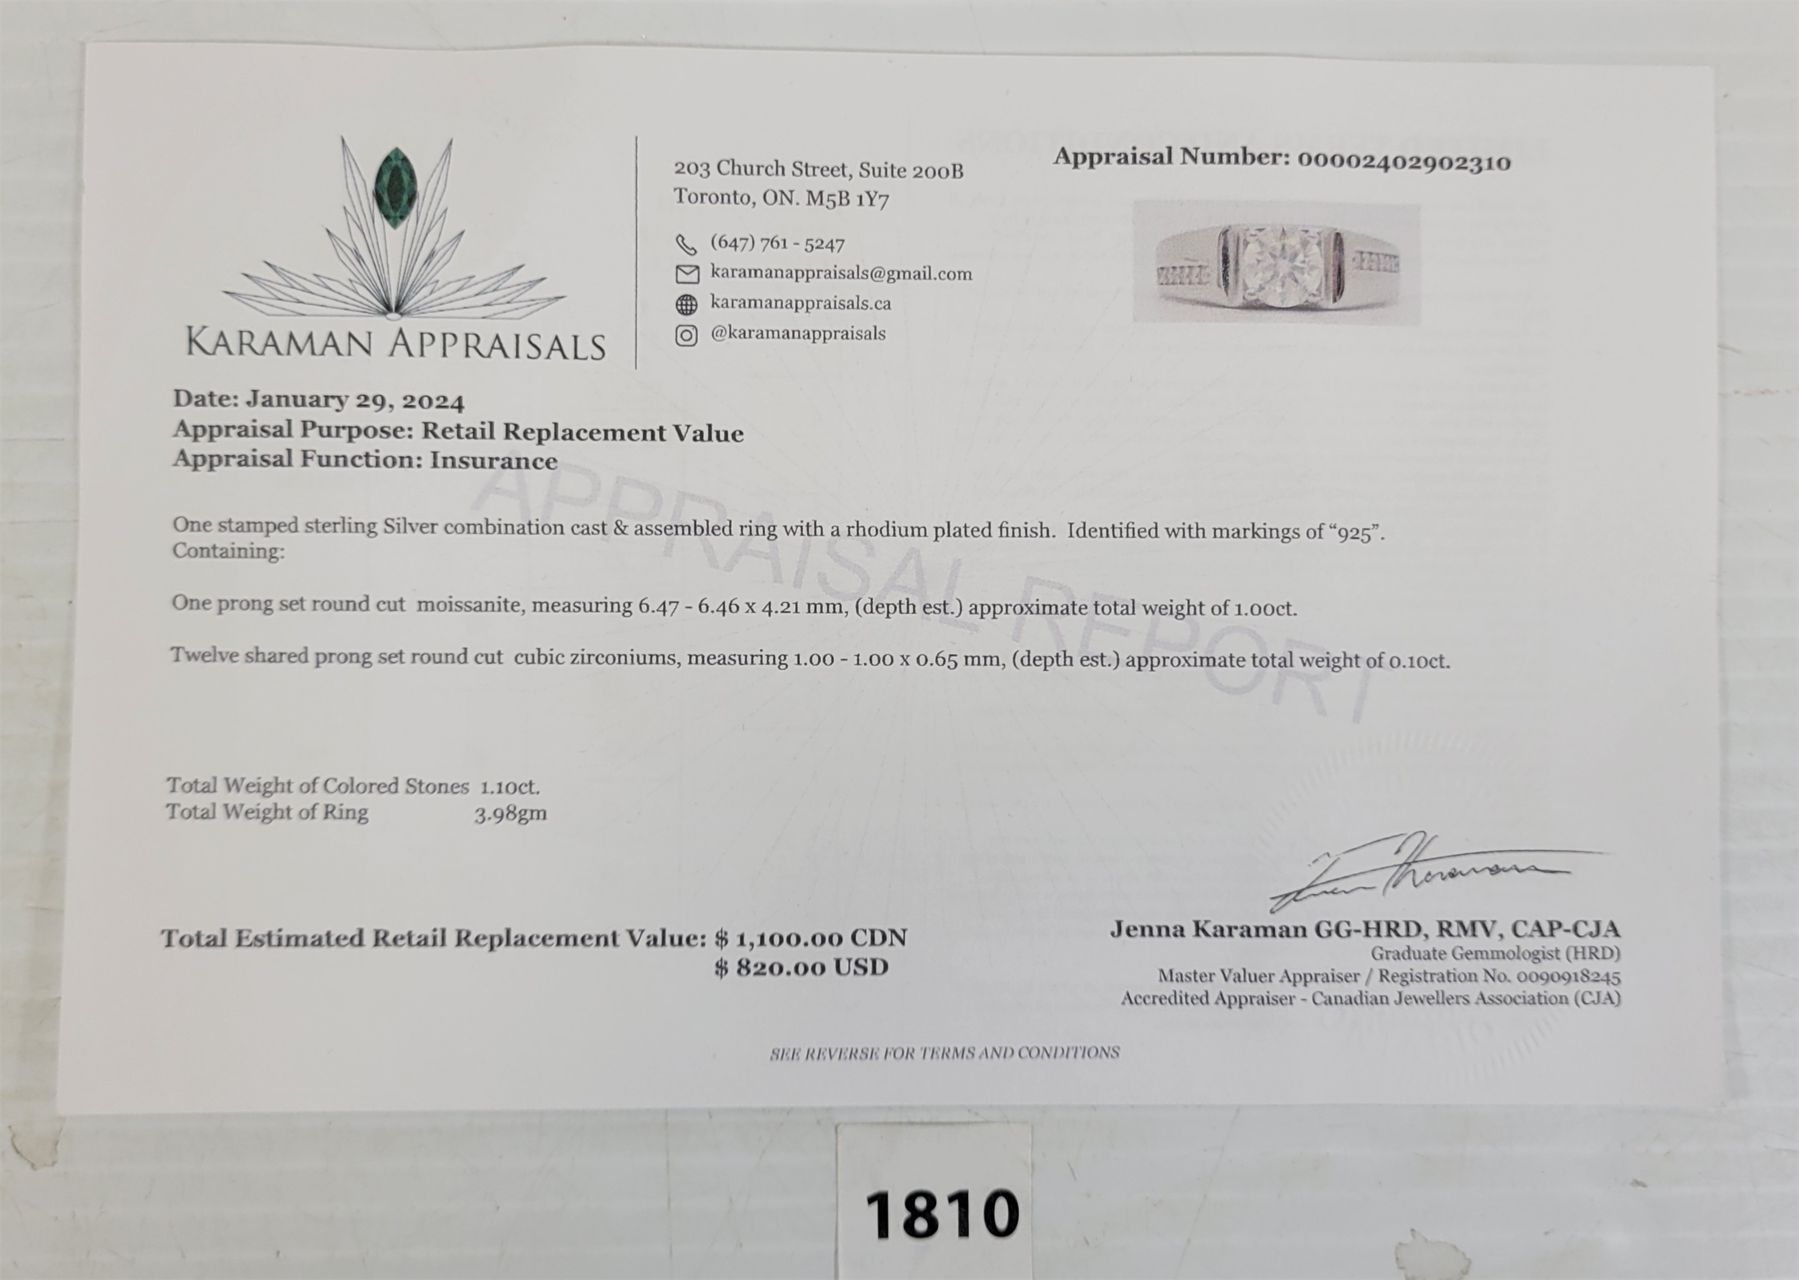 KARAMAN APPRAISALS
203 Church Street, Suite 200B
Toronto, ON. M5B 1Y7
(647) 761 - 5247
karamanappraisals@gmail.com
karamanappraisals.ca
@karamanappraisals
Appraisal Number: 00002402902310
Date: January 29, 2024
Appraisal Purpose: Retail Replacement Value
Appraisal Function: Insurance
APPRAISAL REPORT
One stamped sterling Silver combination cast & assembled ring with a rhodium plated finish. Identified with markings of "925".
Containing:
One prong set round cut moissanite, measuring 6.47 - 6.46 x 4.21 mm, (depth est.) approximate total weight of 1.00ct.
Twelve shared prong set round cut cubic zirconiums, measuring 1.00 - 1.00 x 0.65 mm, (depth est.) approximate total weight of 0.10ct.
Total Weight of Colored Stones 1.10ct.
Total Weight of Ring 3.98gm
Total Estimated Retail Replacement Value: $ 1,100.00 CDN
$ 820.00 USD
Jenna Karaman GG-HRD, RMV, CAP-CJA
Graduate Gemmologist (HRD)
Master Valuer Appraiser / Registration No. 0090918245
Accredited Appraiser - Canadian Jewellers Association (CJA)
SEE REVERSE FOR TERMS AND CONDITIONS
1810